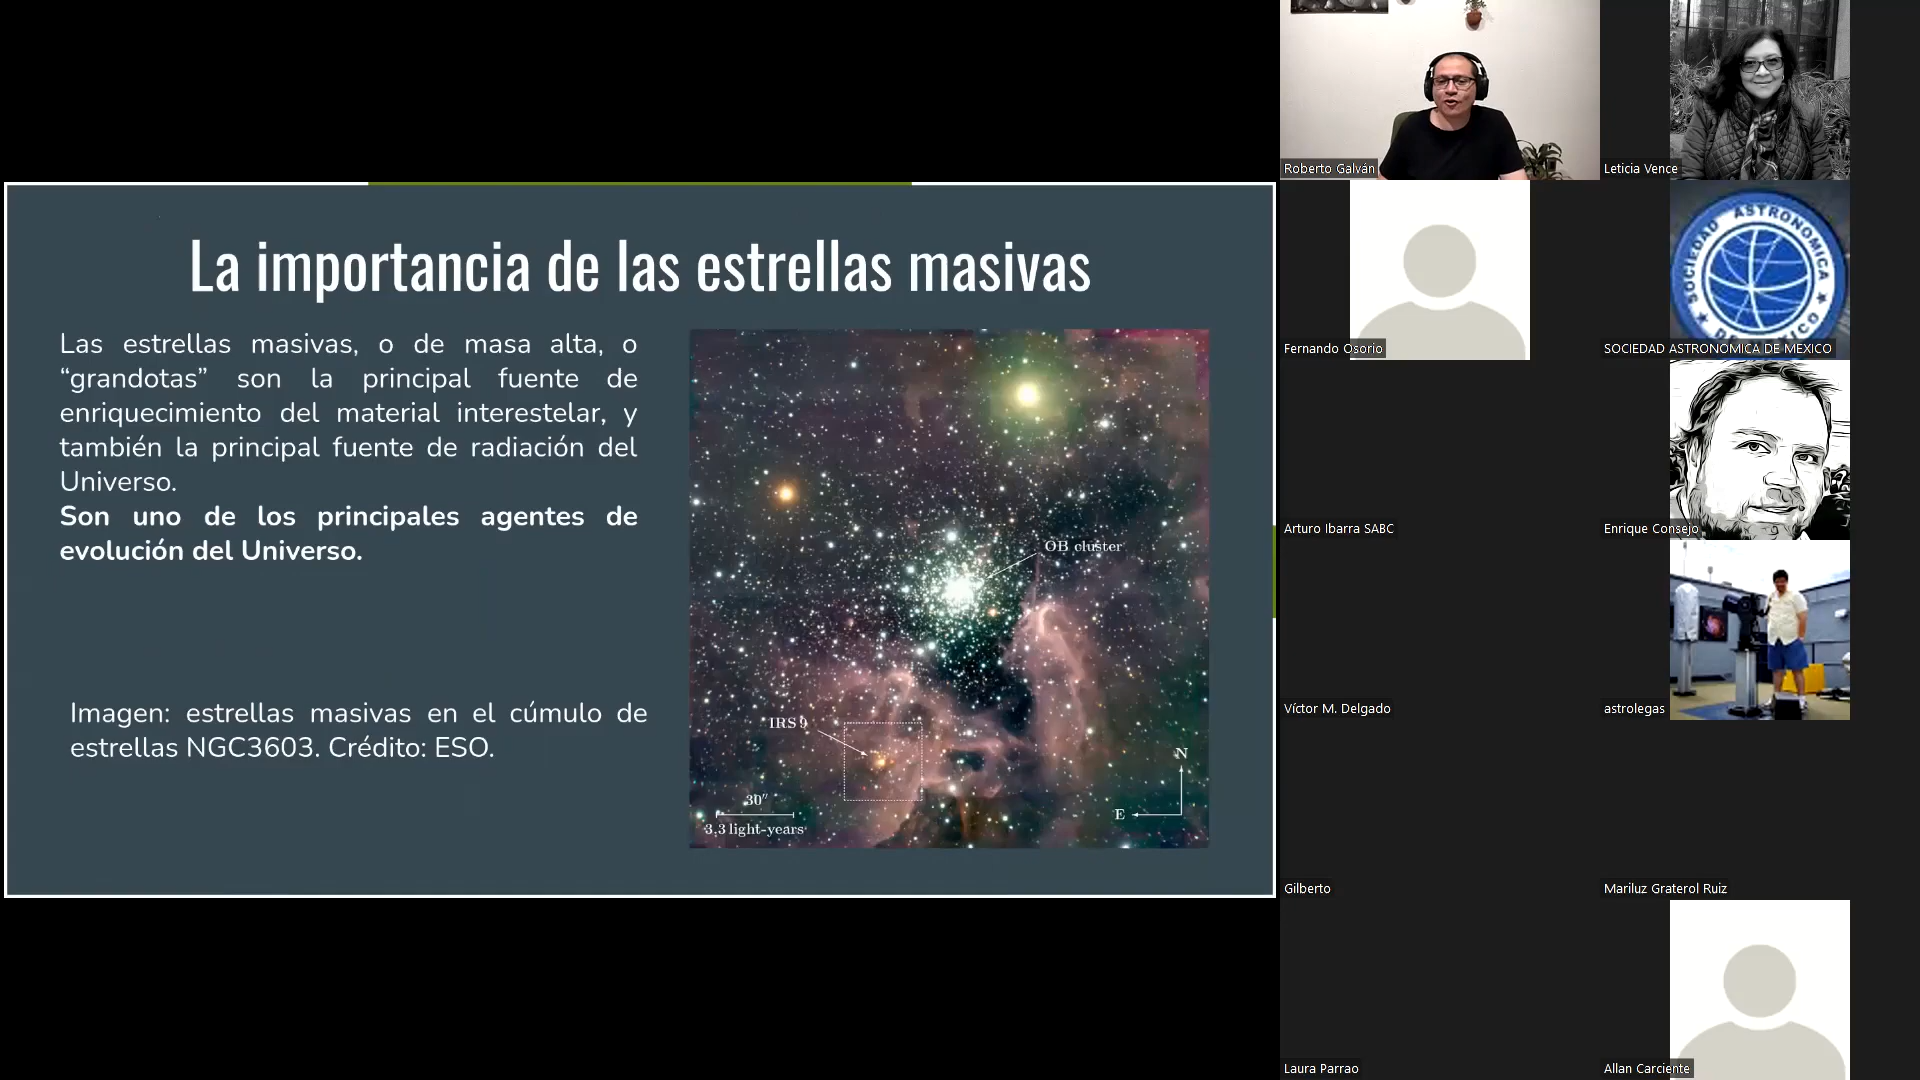 La importancia de las estrellas masivas
Las estrellas masivas, o de masa alta, o
“grandotas” son la principal fuente de
enriquecimiento del material interestelar, y
también la principal fuente de radiación del
Universo.
Son uno de los principales agentes de
evolución del Universo.
Imagen: estrellas masivas en el cúmulo de
estrellas NGC3603. Crédito: ESO.
OB cluster
IRS 9
30″
3.3 light-years
N
E
Roberto Galván
Leticia Vence
Fernando Osorio
SOCIEDAD ASTRONOMICA
SOCIEDAD ASTRONOMICA DE MEXICO
Arturo Ibarra SABC
Enrique Consejo
Víctor M. Delgado
astrolegas
Gilberto
Mariluz Graterol Ruiz
Laura Parrao
Allan Carciente